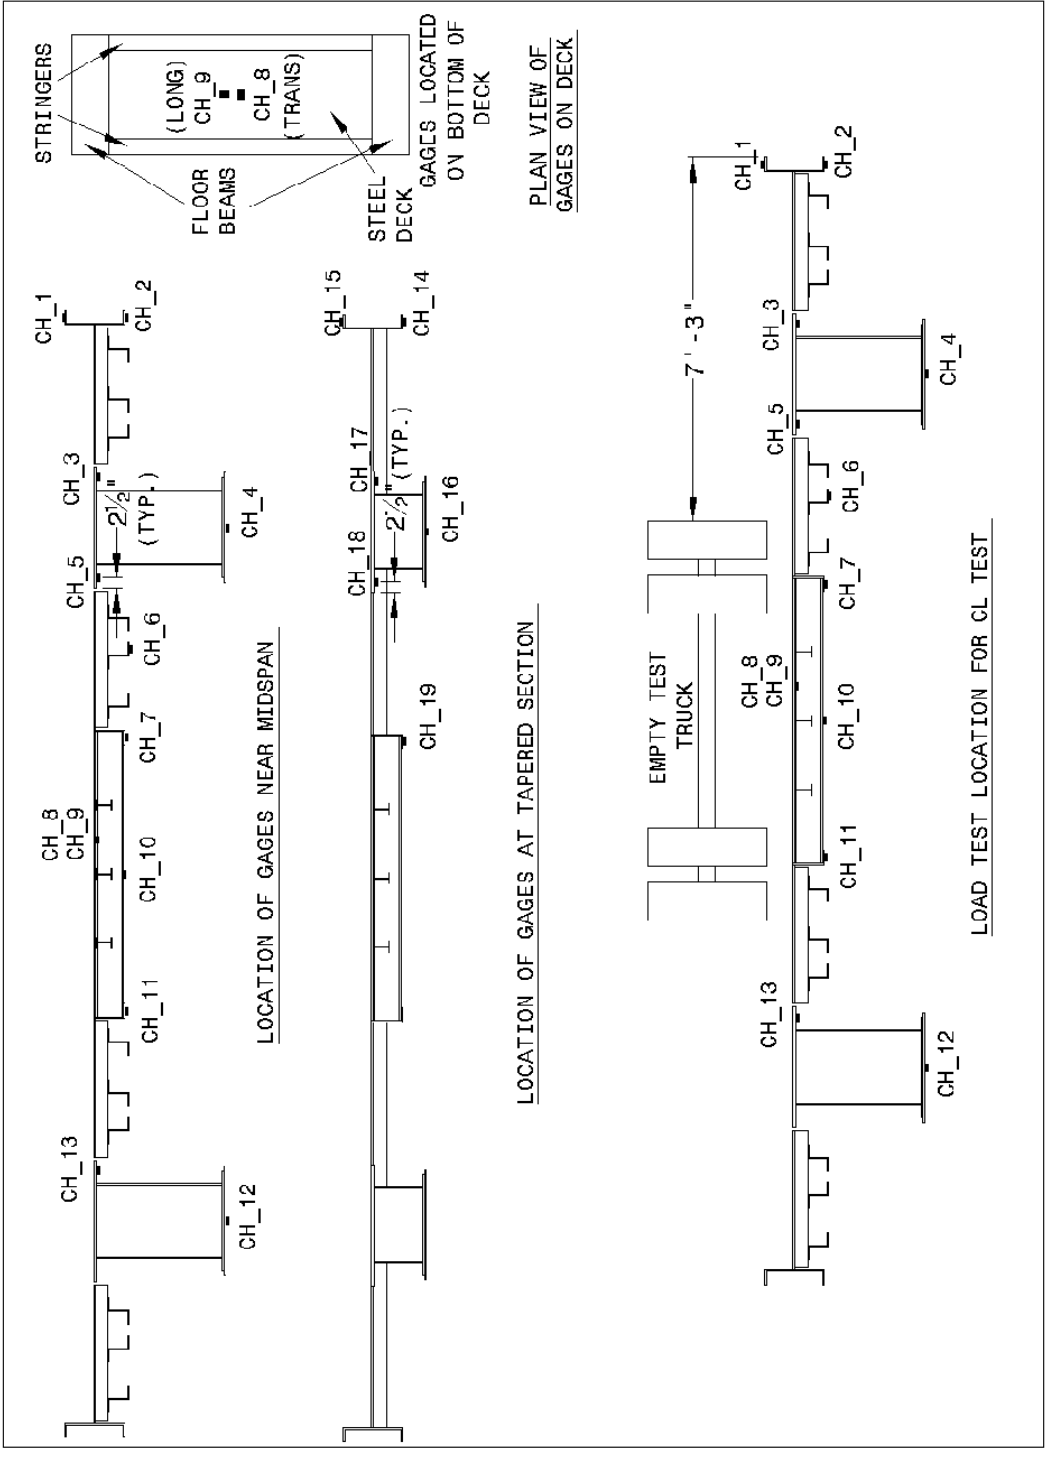 CH_1
CH_2
CH_3
CH_4
CH_5
2 1/2"
(TYP.)
CH_6
CH_7
CH_8
CH_9
CH_10
CH_11
CH_13
CH_12
LOCATION OF GAGES NEAR MIDSPAN
CH_15
CH_14
CH_17
CH_16
CH_18
2 1/2"
(TYP.)
CH_19
LOCATION OF GAGES AT TAPERED SECTION
STRINGERS
(LONG)
CH_9
CH_8
(TRANS)
FLOOR
BEAMS
STEEL
DECK
GAGES LOCATED
ON BOTTOM OF
DECK
PLAN VIEW OF
GAGES ON DECK
7'-3"
EMPTY TEST
TRUCK
CH_1
CH_2
CH_3
CH_4
CH_5
CH_6
CH_7
CH_8
CH_9
CH_10
CH_11
CH_13
CH_12
LOAD TEST LOCATION FOR CL TEST